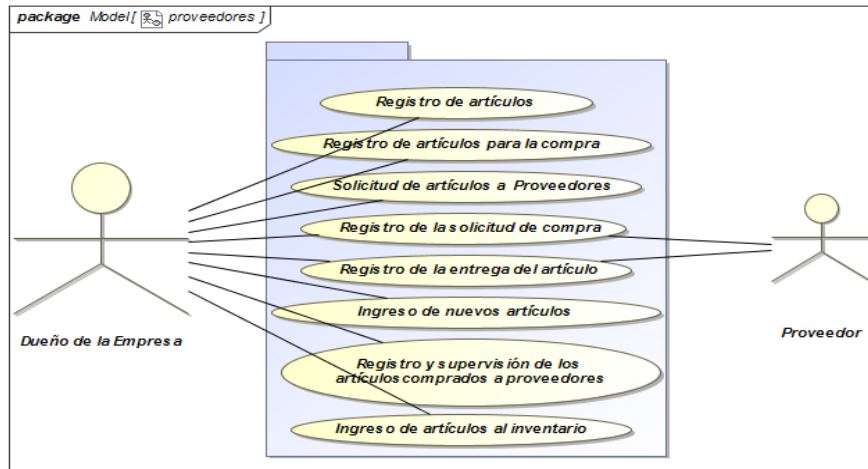 package Model [ proveedores ]
Registro de artículos
Registro de artículos para la compra
Solicitud de artículos a Proveedores
Registro de la solicitud de compra
Registro de la entrega del artículo
Ingreso de nuevos artículos
Registro y supervisión de los
artículos comprados a proveedores
Ingreso de artículos al inventario
Dueño de la Empresa
Proveedor